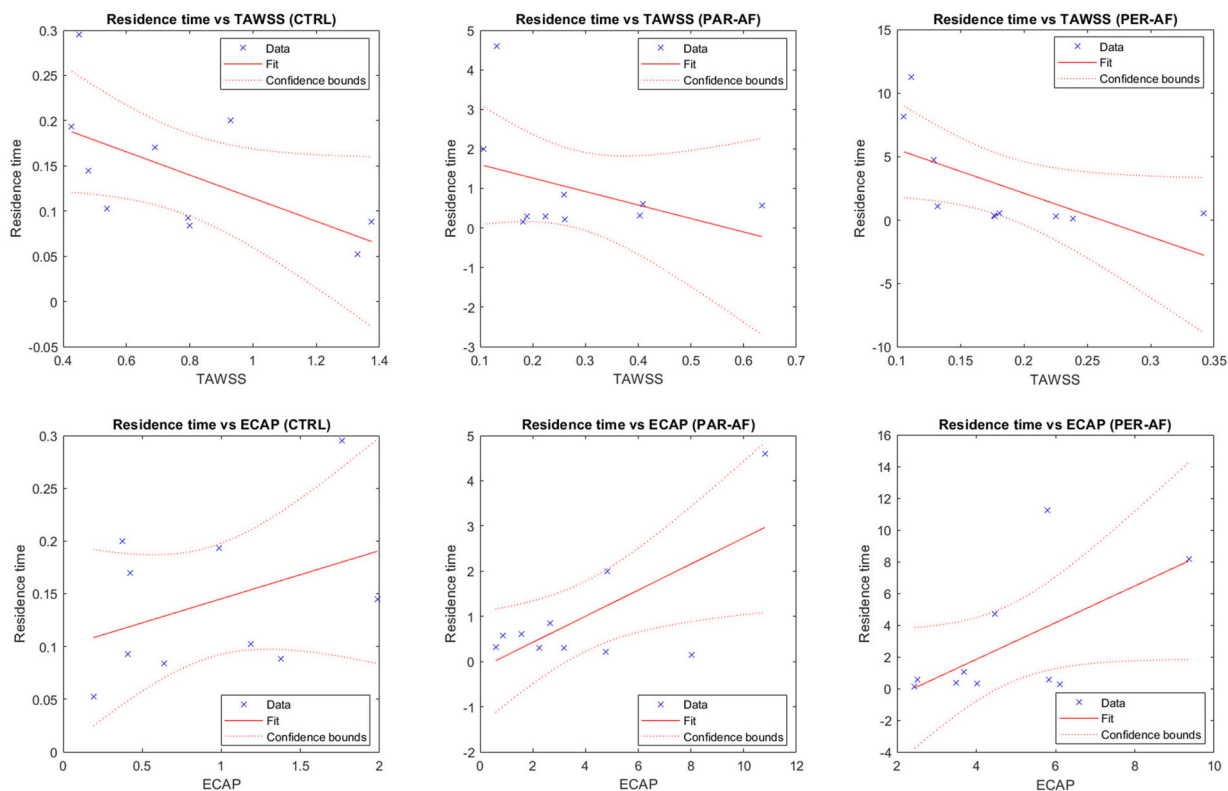 Residence time vs TAWSS (CTRL)
Residence time
0.3
0.25
0.2
0.15
0.1
0.05
0
-0.05
0.4 0.6 0.8 1 1.2 1.4
TAWSS
Data
Fit
Confidence bounds
Residence time vs TAWSS (PAR-AF)
Residence time
5
4
3
2
1
0
-1
-2
-3
0.1 0.2 0.3 0.4 0.5 0.6 0.7
TAWSS
Data
Fit
Confidence bounds
Residence time vs TAWSS (PER-AF)
Residence time
15
10
5
0
-5
-10
0.1 0.15 0.2 0.25 0.3 0.35
TAWSS
Data
Fit
Confidence bounds
Residence time vs ECAP (CTRL)
Residence time
0.3
0.25
0.2
0.15
0.1
0.05
0
0 0.5 1 1.5 2
ECAP
Data
Fit
Confidence bounds
Residence time vs ECAP (PAR-AF)
Residence time
5
4
3
2
1
0
-1
-2
0 2 4 6 8 10 12
ECAP
Data
Fit
Confidence bounds
Residence time vs ECAP (PER-AF)
Residence time
16
14
12
10
8
6
4
2
0
-2
-4
2 4 6 8 10
ECAP
Data
Fit
Confidence bounds